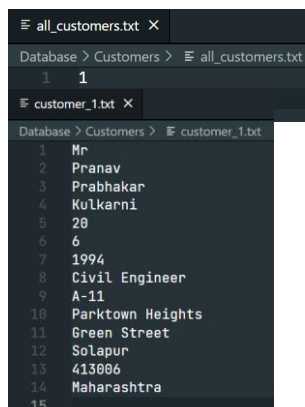 all_customers.txt ×
Database > Customers > all_customers.txt
1 1
customer_1.txt ×
Database > Customers > customer_1.txt
1 Mr
2 Pranav
3 Prabhakar
4 Kulkarni
5 20
6 6
7 1994
8 Civil Engineer
9 A-11
10 Parktown Heights
11 Green Street
12 Solapur
13 413006
14 Maharashtra
15